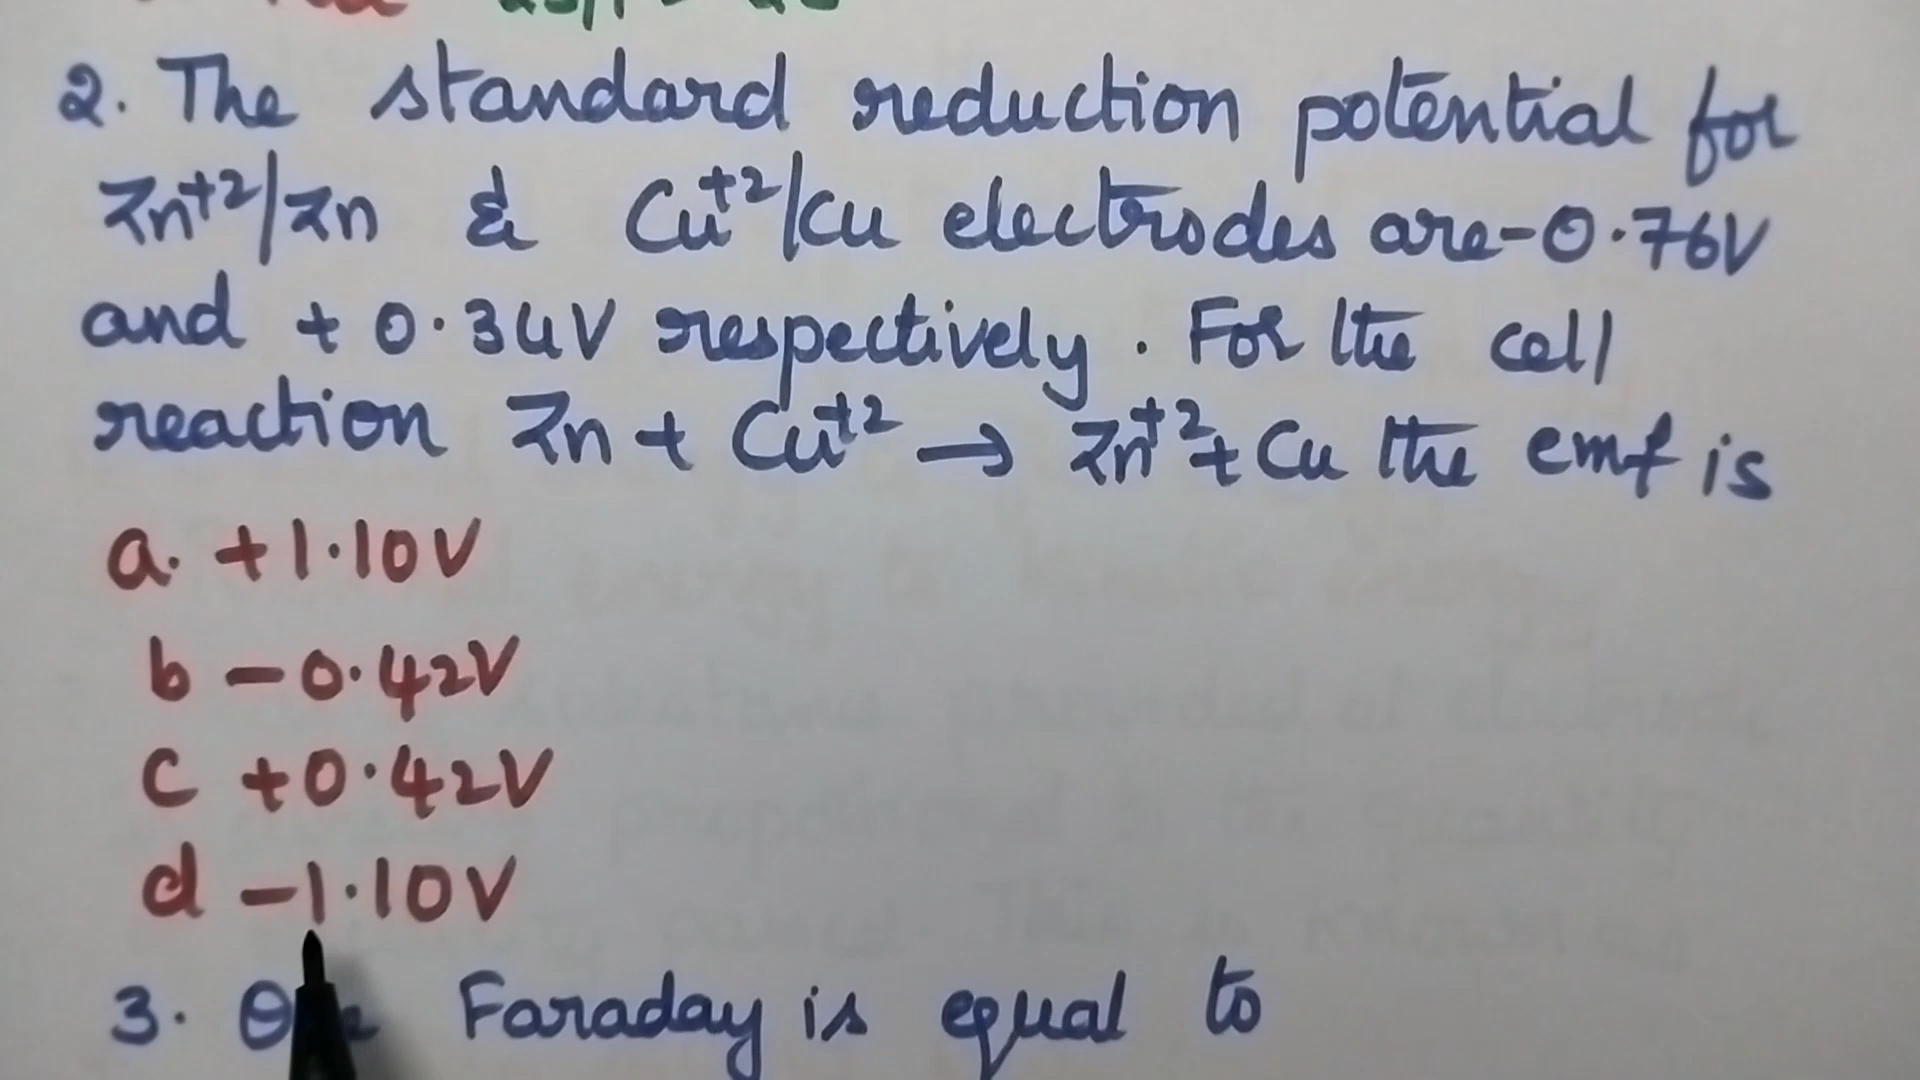 2. The standard reduction potential for
Zn+2/Zn & Cu+2/Cu electrodes are -0.76V
and + 0.34V respectively. For the cell
reaction Zn + Cu+2 → Zn+2 + Cu the emf is
a. +1.10V
b -0.42V
c +0.42V
d -1.10V
3. One Faraday is equal to